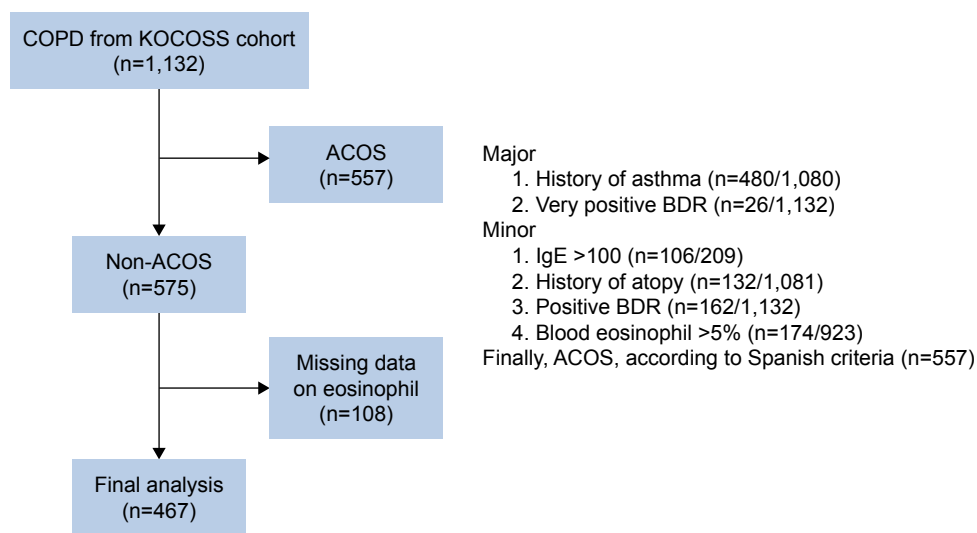 COPD from KOCOSS cohort
(n=1,132)
ACOS
(n=557)
Non-ACOS
(n=575)
Missing data
on eosinophil
(n=108)
Final analysis
(n=467)
Major
1. History of asthma (n=480/1,080)
2. Very positive BDR (n=26/1,132)
Minor
1. IgE >100 (n=106/209)
2. History of atopy (n=132/1,081)
3. Positive BDR (n=162/1,132)
4. Blood eosinophil >5% (n=174/923)
Finally, ACOS, according to Spanish criteria (n=557)